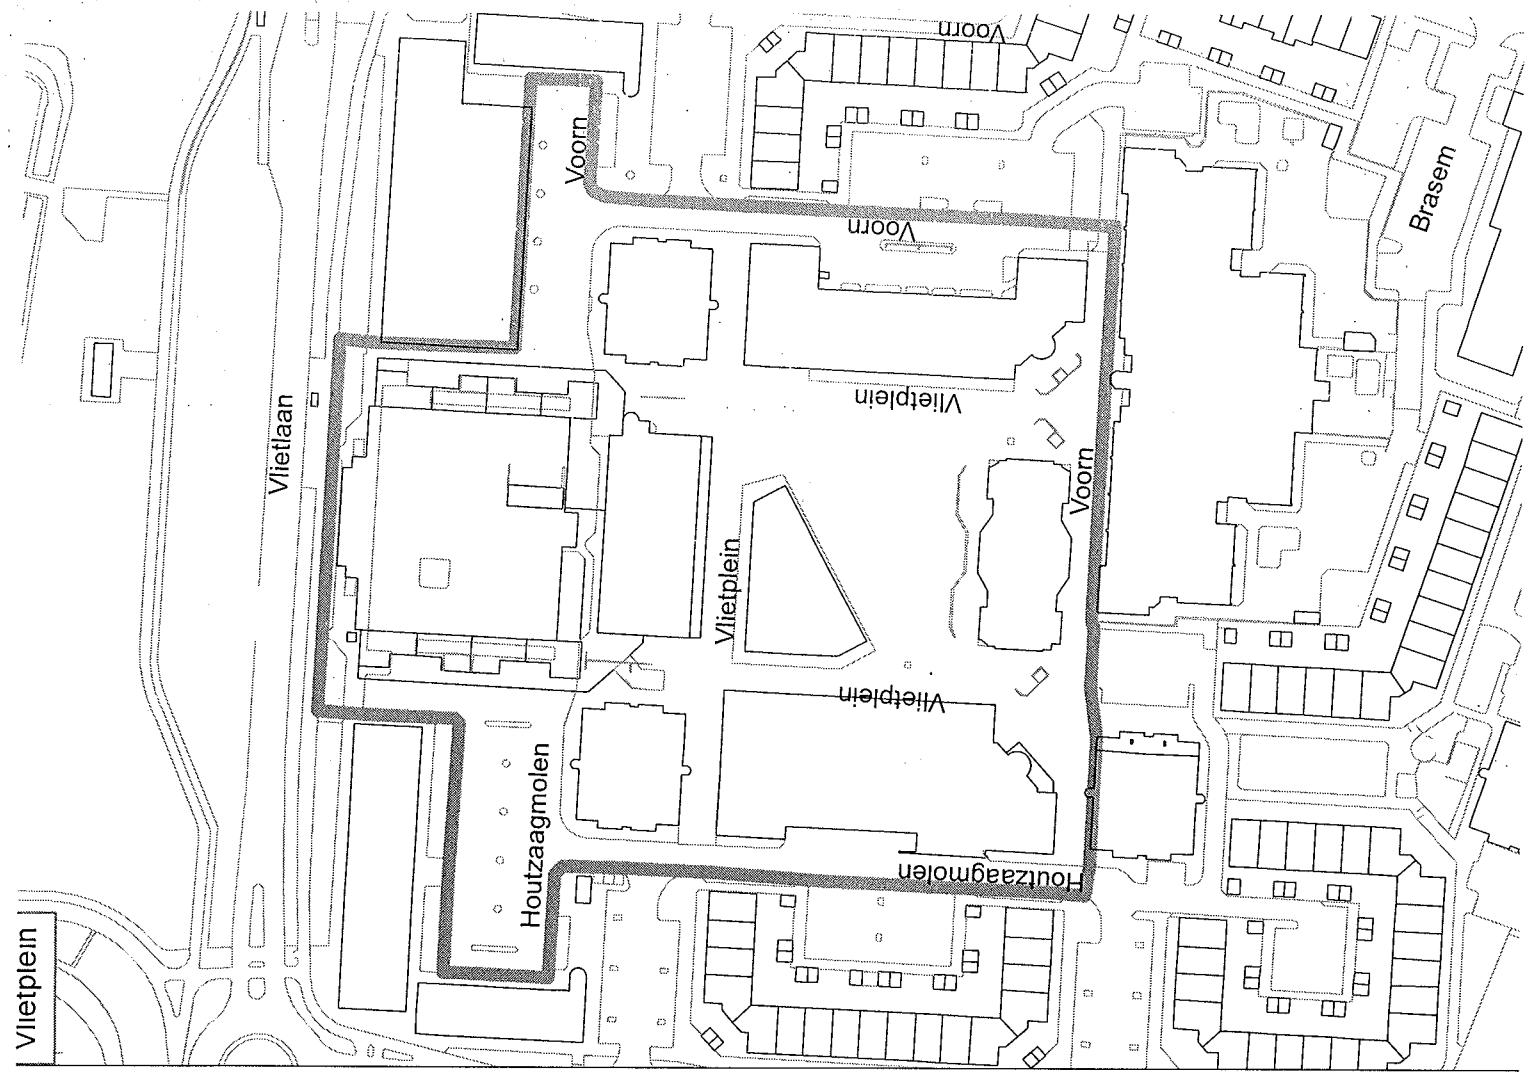 Voorn
Voorn
Voorn
Brasem
Vlietlaan
Vlietplein
Voorn
Vlietplein
Vlietplein
Houtzaagmolen
Houtzaagmolen
Vlietplein